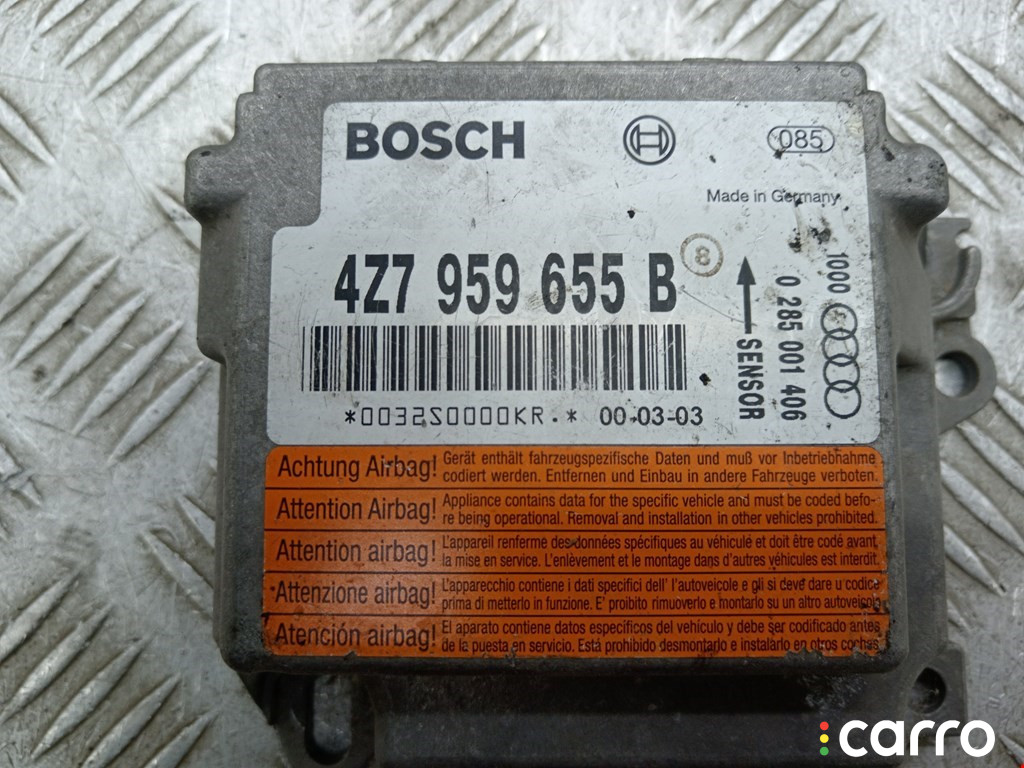 BOSCH
085
Made in Germany
4Z7 959 655 B
8
SENSOR
0 285 001 406
1000
*0032S0000KR.* 00-03-03
Achtung Airbag! Gerät enthält fahrzeugspezifische Daten und muß vor Inbetriebnahme
codiert werden. Entfernen und Einbau in andere Fahrzeuge verboten.
Attention Airbag! Appliance contains data for the specific vehicle and must be coded befo-
re being operational. Removal and installation in other vehicles prohibited.
Attention airbag! L'appareil renferme des données spécifiques au véhicule et doit être codé avant
la mise en service. L'enlèvement et le montage dans d'autres véhicules est interdit.
Attenzione airbag! L'apparecchio contiene i dati specifici dell' l'autoveicolo e gli si deve dare u codice
prima di metterlo in funzione. E' proibito rimuoverlo e montarlo su un altro autoveicolo.
Atención airbag! El aparato contiene datos especificos del vehículo y debe ser codificado antes
de la puesta en servicio. Está prohibido desmontarlo e instalarlo en otros coches.
carro